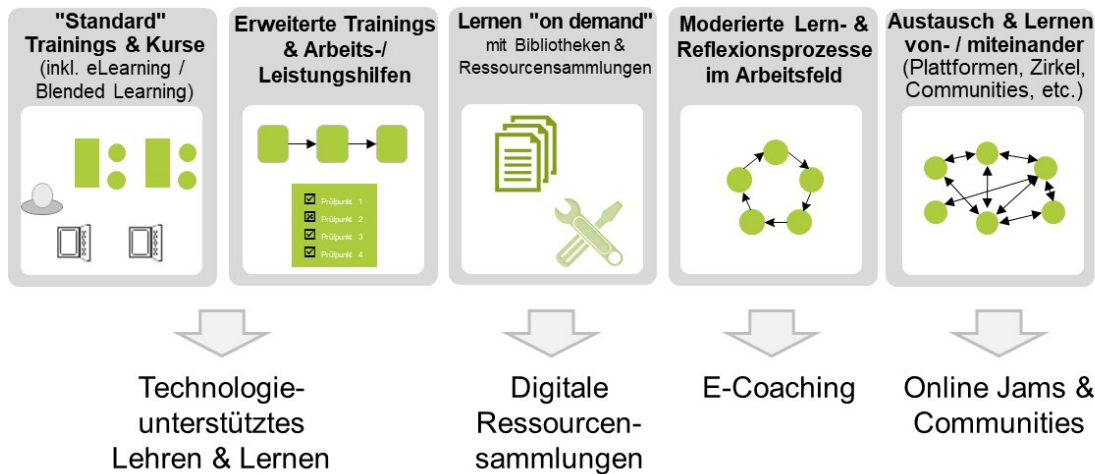 "Standard"
Trainings & Kurse
(inkl. eLearning /
Blended Learning)
Erweiterte Trainings
& Arbeits-/
Leistungshilfen
Prüfpunkt 1
Prüfpunkt 2
Prüfpunkt 3
Prüfpunkt 4
Lernen "on demand"
mit Bibliotheken &
Ressourcensammlungen
Moderierte Lern- &
Reflexionsprozesse
im Arbeitsfeld
Austausch & Lernen
von- / miteinander
(Plattformen, Zirkel,
Communities, etc.)
Technologie-
unterstütztes
Lehren & Lernen
Digitale
Ressourcen-
sammlungen
E-Coaching
Online Jams &
Communities